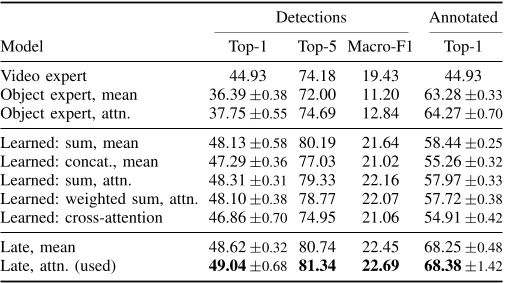 Detections Annotated
Model Top-1 Top-5 Macro-F1 Top-1
Video expert 44.93 74.18 19.43 44.93
Object expert, mean 36.39 ±0.38 72.00 11.20 63.28 ±0.33
Object expert, attn. 37.75 ±0.55 74.69 12.84 64.27 ±0.70
Learned: sum, mean 48.13 ±0.58 80.19 21.64 58.44 ±0.25
Learned: concat., mean 47.29 ±0.36 77.03 21.02 55.26 ±0.32
Learned: sum, attn. 48.31 ±0.31 79.33 22.16 57.97 ±0.33
Learned: weighted sum, attn. 48.10 ±0.38 78.77 22.07 57.72 ±0.38
Learned: cross-attention 46.86 ±0.70 74.95 21.06 54.91 ±0.42
Late, mean 48.62 ±0.32 80.74 22.45 68.25 ±0.48
Late, attn. (used) 49.04 ±0.68 81.34 22.69 68.38 ±1.42